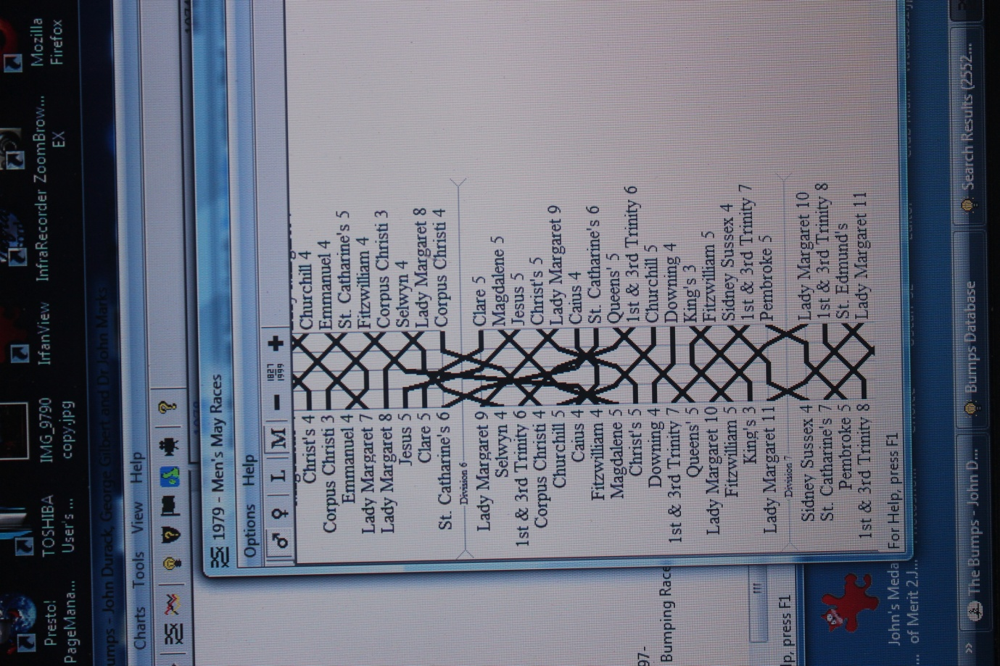 Mozilla
Firefox
ZoomBrow...
EX
InfraRecorder
IrfanView
IMG_9790
copy.jpg
TOSHIBA
User's ...
Presto!
PageMana...
umps - John Durack, George Gilbert and Dr John Marks
Charts Tools View Help
1979 - Men's May Races
Options Help
L M 1827
1999
Christ's 4 Churchill 4
Corpus Christi 3 Emmanuel 4
Emmanuel 4 St. Catharine's 5
Lady Margaret 7 Fitzwilliam 4
Lady Margaret 8 Corpus Christi 3
Jesus 5 Selwyn 4
Clare 5 Lady Margaret 8
St. Catharine's 6 Corpus Christi 4
Division 6
Lady Margaret 9 Clare 5
Selwyn 4 Magdalene 5
1st & 3rd Trinity 6 Jesus 5
Corpus Christi 4 Christ's 5
Churchill 5 Lady Margaret 9
Caius 4 Caius 4
Fitzwilliam 4 St. Catharine's 6
Magdalene 5 Queens' 5
Christ's 5 1st & 3rd Trinity 6
Downing 4 Churchill 5
1st & 3rd Trinity 7 Downing 4
Queens' 5 King's 3
Lady Margaret 10 Fitzwilliam 5
Fitzwilliam 5 Sidney Sussex 4
King's 3 1st & 3rd Trinity 7
Lady Margaret 11 Pembroke 5
Division 7
Sidney Sussex 4 Lady Margaret 10
St. Catharine's 7 1st & 3rd Trinity 8
Pembroke 5 St. Edmund's
1st & 3rd Trinity 8 Lady Margaret 11
For Help, press F1
97-
Bumping Race
lp, press F1
John's Meda
of Merit 2.J...
The Bumps - John D...
Bumps Database
Search Results (2552...